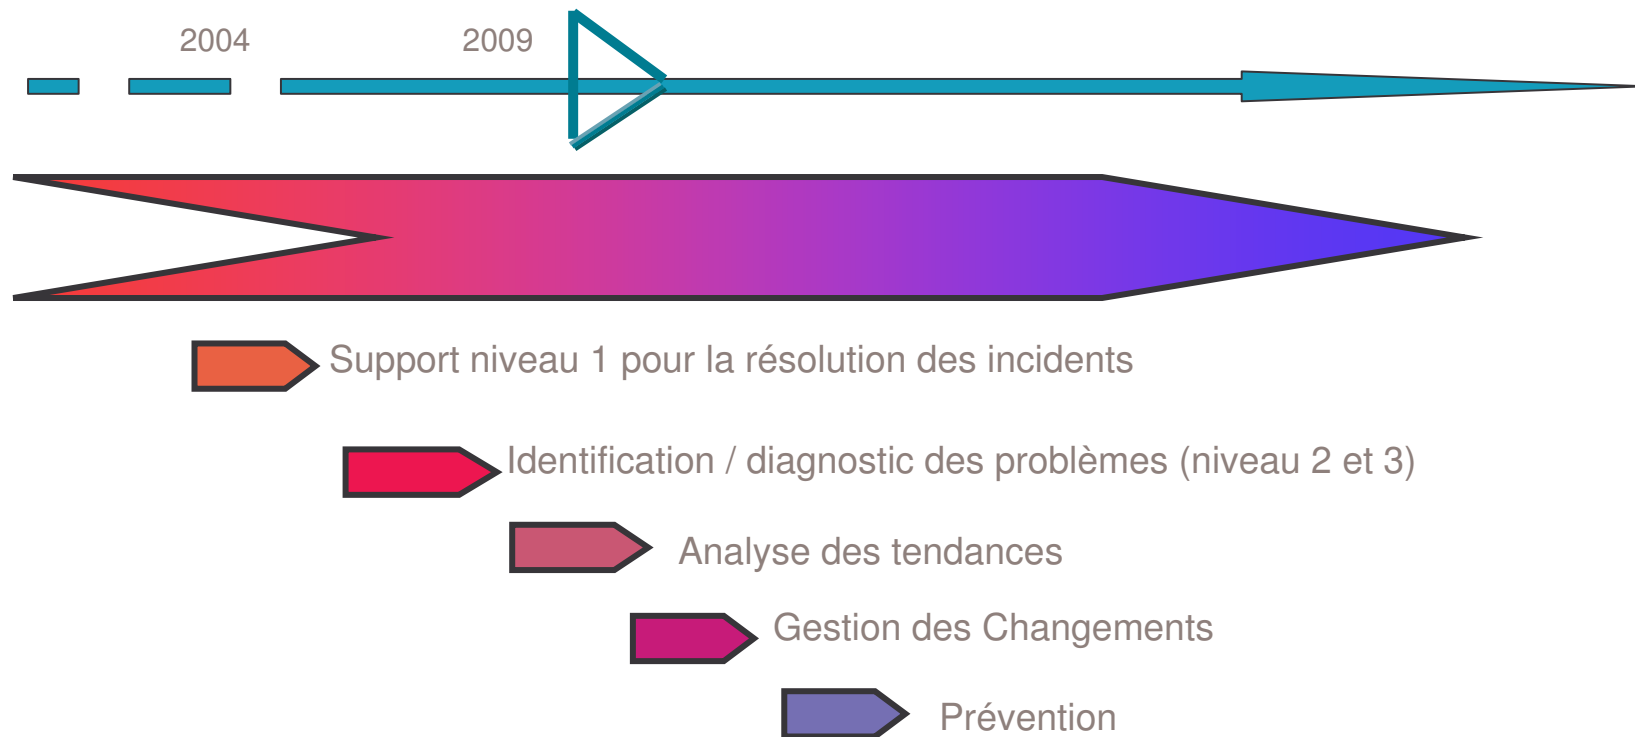 2004 2009
Support niveau 1 pour la résolution des incidents
Identification / diagnostic des problèmes (niveau 2 et 3)
Analyse des tendances
Gestion des Changements
Prévention